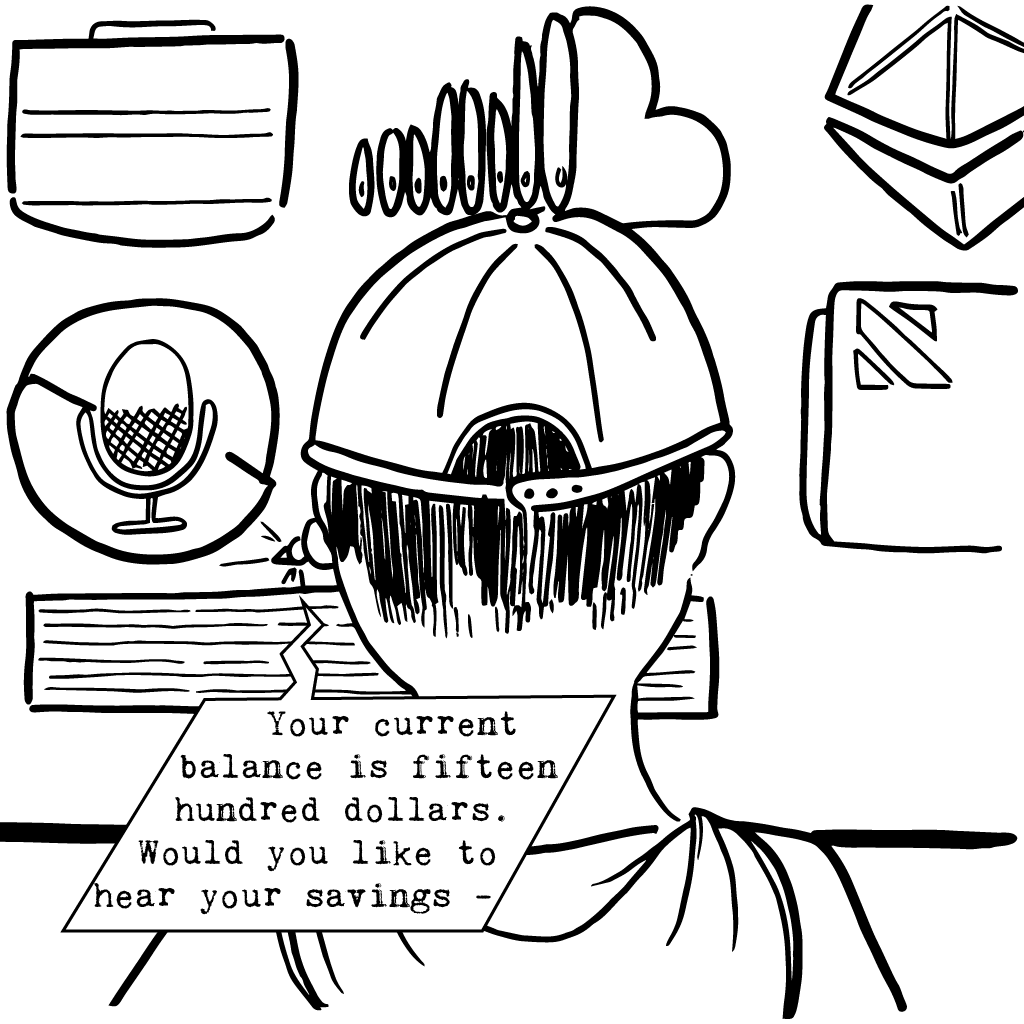 Your current
balance is fifteen
hundred dollars.
Would you like to
hear your savings -